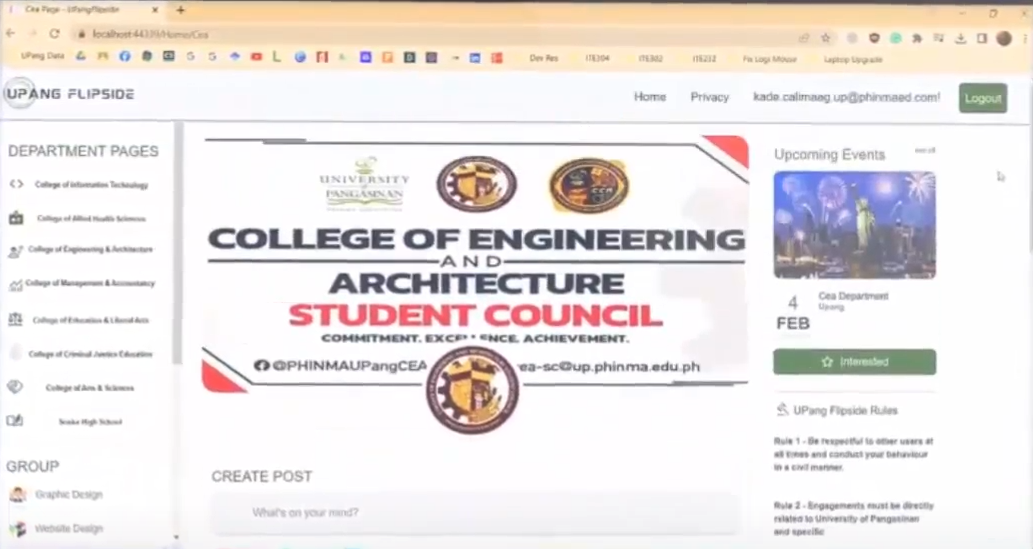 Cea Page - UPangFlipside
localhost:44339/Home/Cea
UPang Data
Dev Res
ITE304
ITE302
ITE232
Fix Logi Mouse
Laptop Upgrade
UPANG FLIPSIDE
Home
Privacy
kade.calimaag.up@phinmaed.com!
Logout
DEPARTMENT PAGES
College of Information Technology
College of Allied Health Sciences
College of Engineering & Architecture
College of Management & Accountancy
College of Education & Liberal Arts
College of Criminal Justice Education
College of Arts & Sciences
Senior High School
GROUP
Graphic Design
Website Design
UNIVERSITY
of
PANGASINAN
COLLEGE OF ENGINEERING
AND
ARCHITECTURE
STUDENT COUNCIL
COMMITMENT. EXCELLENCE. ACHIEVEMENT.
@PHINMAUPangCEA
ea-sc@up.phinma.edu.ph
CREATE POST
What's on your mind?
Upcoming Events
see all
4
FEB
Cea Department
Upang
Interested
UPang Flipside Rules
Rule 1 - Be respectful to other users at
all times and conduct your behaviour
in a civil manner.
Rule 2 - Engagements must be directly
related to University of Pangasinan
and specific